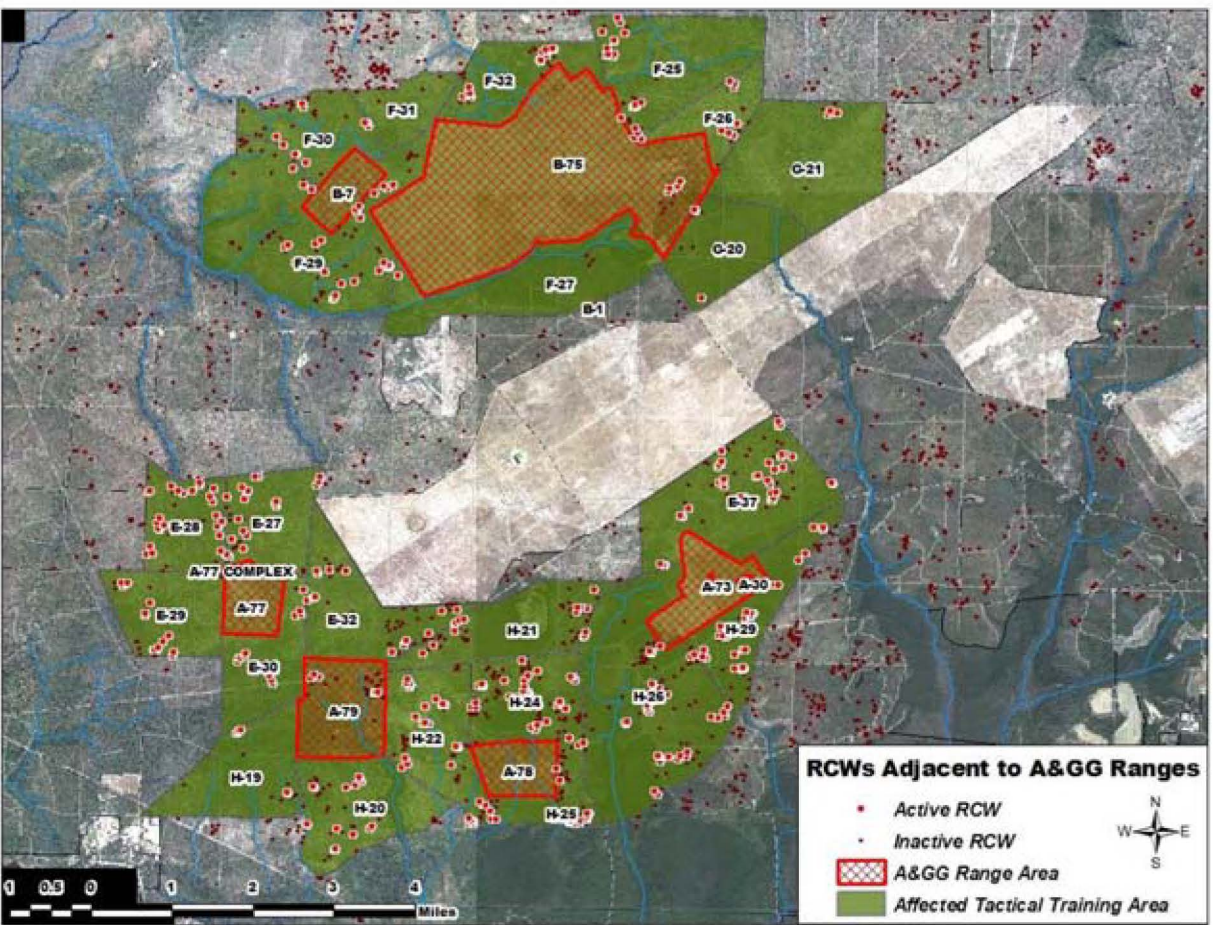 F-32
F-25
F-31
F-26
F-30
B-75
G-21
B-7
G-20
F-29
F-27
B-1
E-37
E-28
E-27
A-77 COMPLEX
A-73
A-30
A-77
E-29
E-32
H-21
H-29
E-30
H-26
H-24
A-79
H-22
A-78
H-19
H-20
H-25
RCWs Adjacent to A&GG Ranges
Active RCW
Inactive RCW
A&GG Range Area
Affected Tactical Training Area
N
W
E
S
1 0.5 0 1 2 3 4
Miles